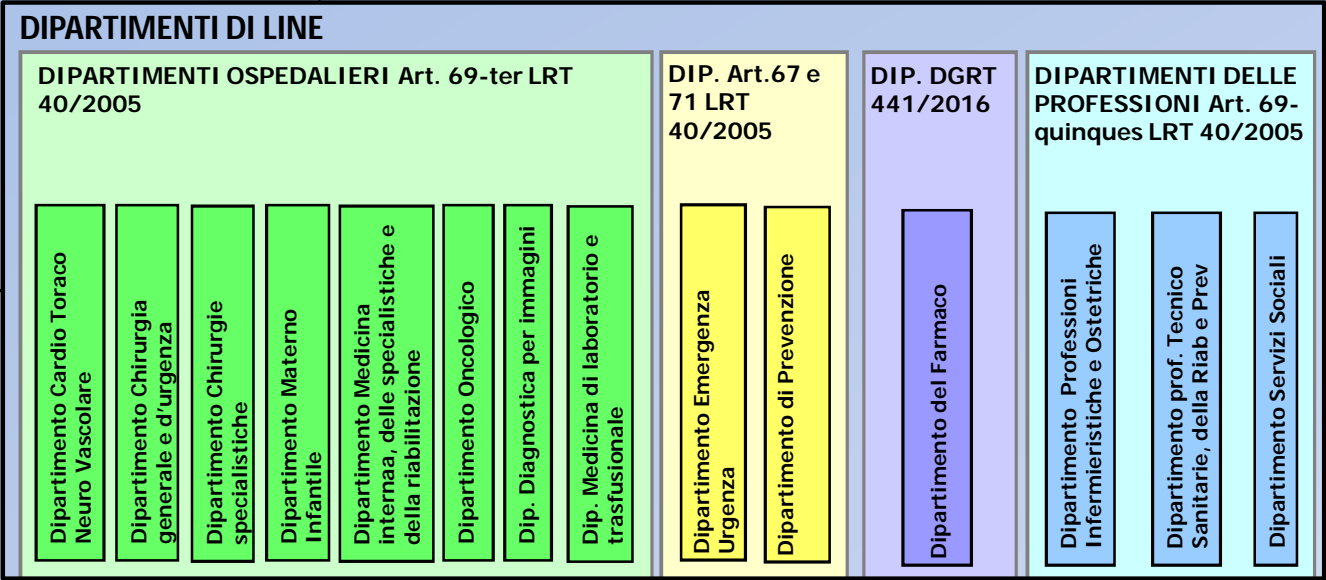 DIPARTIMENTI DI LINE
DIPARTIMENTI OSPEDALIERI Art. 69-ter LRT
40/2005
Dipartimento Cardio Toraco
Neuro Vascolare
Dipartimento Chirurgia
generale e d'urgenza
Dipartimento Chirurgie
specialistiche
Dipartimento Materno
Infantile
Dipartimento Medicina
internaa, delle specialistiche e
della riabilitazione
Dipartimento Oncologico
Dip. Diagnostica per immagini
Dip. Medicina di laboratorio e
trasfusionale
DIP. Art.67 e
71 LRT
40/2005
Dipartimento Emergenza
Urgenza
Dipartimento di Prevenzione
DIP. DGRT
441/2016
Dipartimento del Farmaco
DIPARTIMENTI DELLE
PROFESSIONI Art. 69-
quinques LRT 40/2005
Dipartimento Professioni
Infermieristiche e Ostetriche
Dipartimento prof. Tecnico
Sanitarie, della Riab e Prev
Dipartimento Servizi Sociali